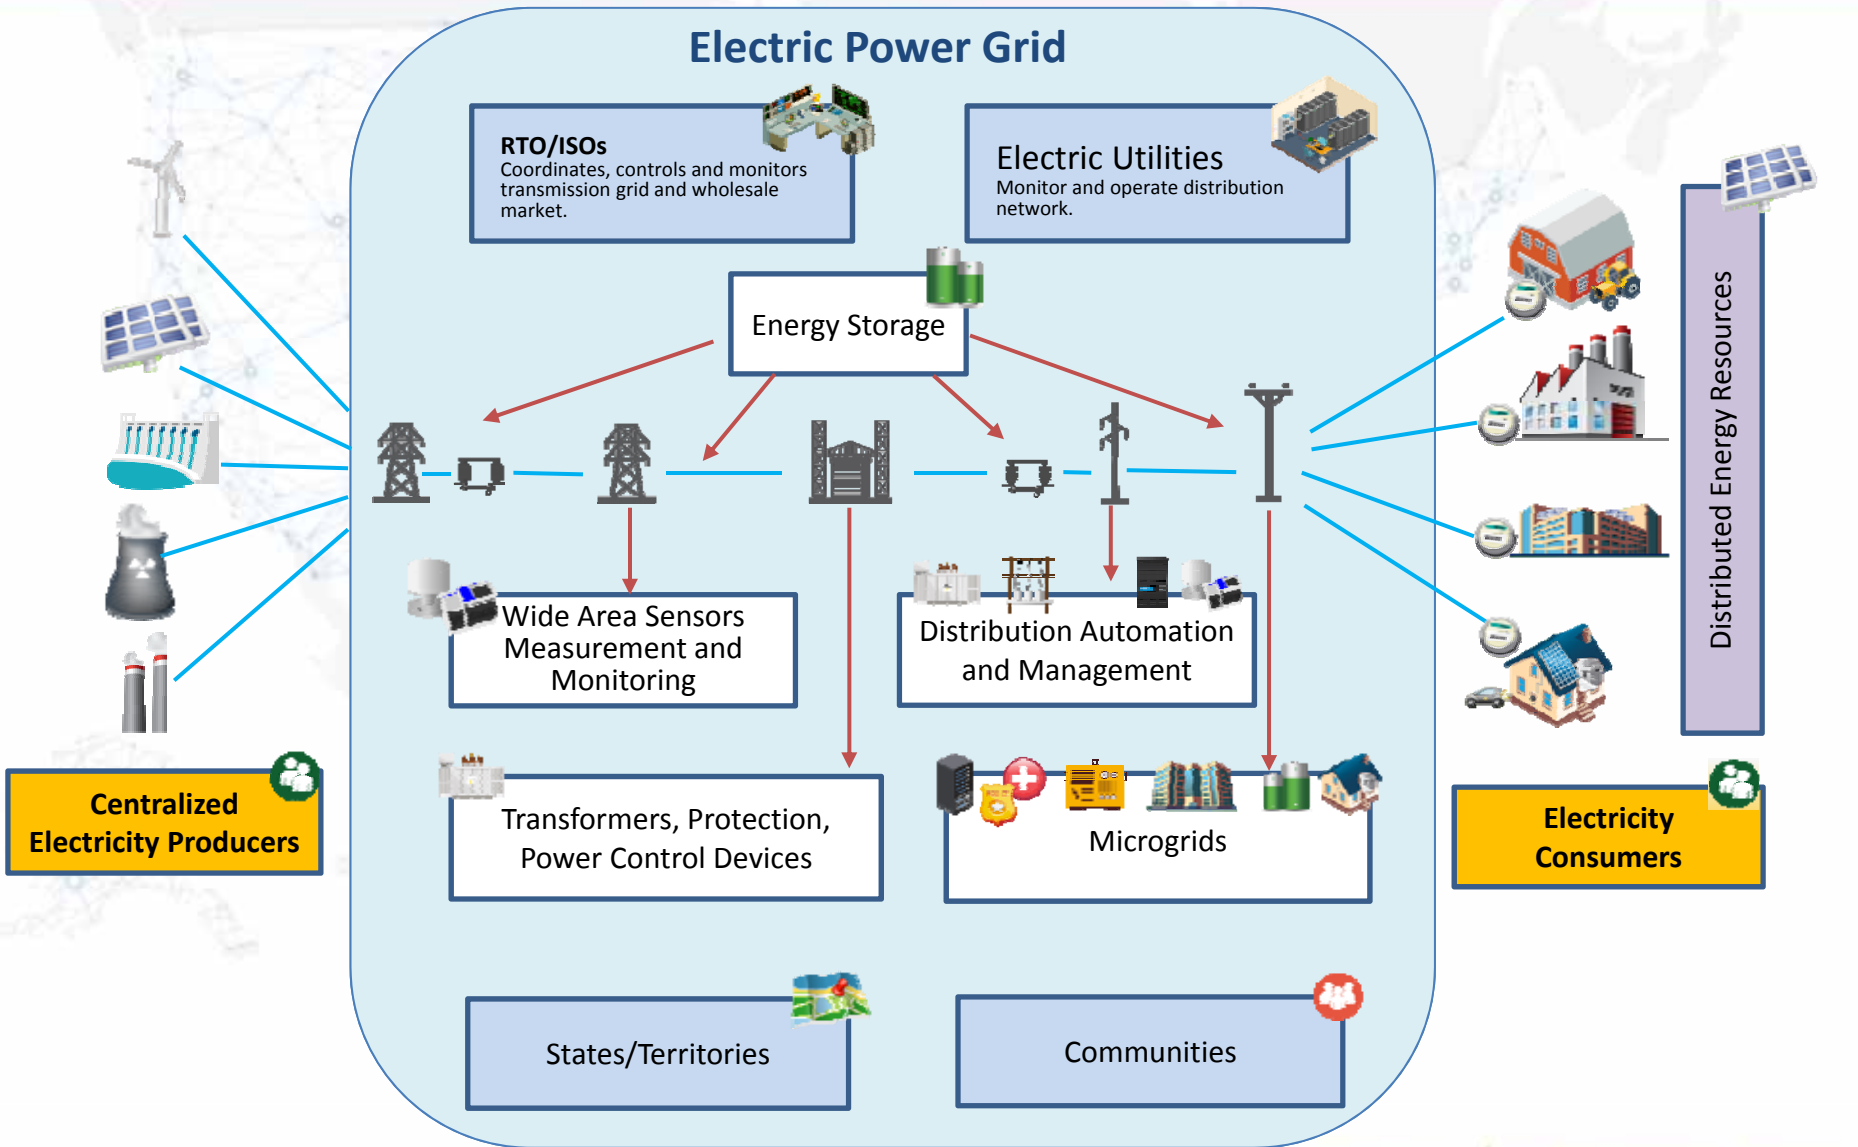 Electric Power Grid
RTO/ISOs
Coordinates, controls and monitors
transmission grid and wholesale
market.
Electric Utilities
Monitor and operate distribution
network.
Energy Storage
Distributed Energy Resources
Wide Area Sensors
Measurement and
Monitoring
Distribution Automation
and Management
Centralized
Electricity Producers
Transformers, Protection,
Power Control Devices
Microgrids
Electricity
Consumers
States/Territories
Communities